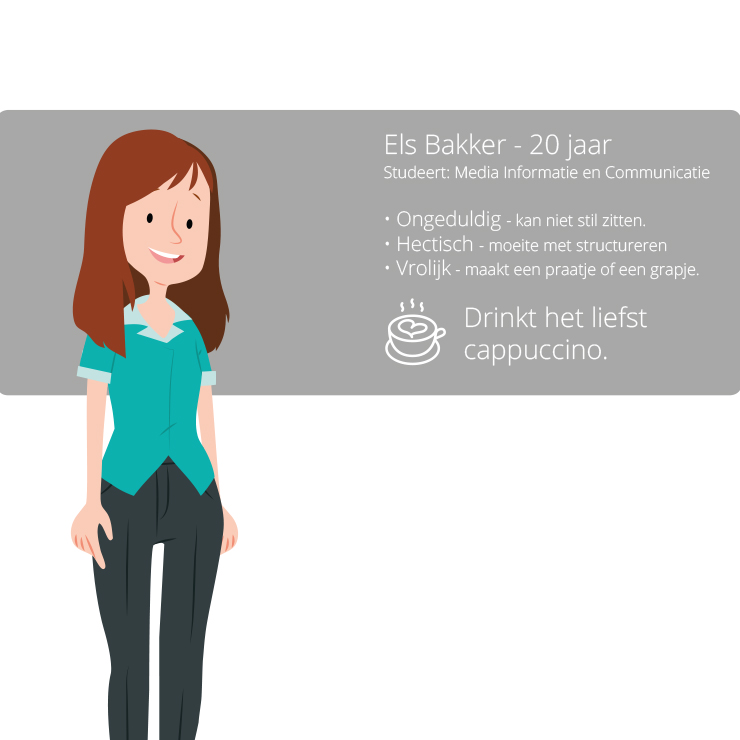 Els Bakker - 20 jaar
Studeert: Media Informatie en Communicatie
• Ongeduldig - kan niet stil zitten.
• Hectisch - moeite met structureren
• Vrolijk - maakt een praatje of een grapje.
Drinkt het liefst
cappuccino.